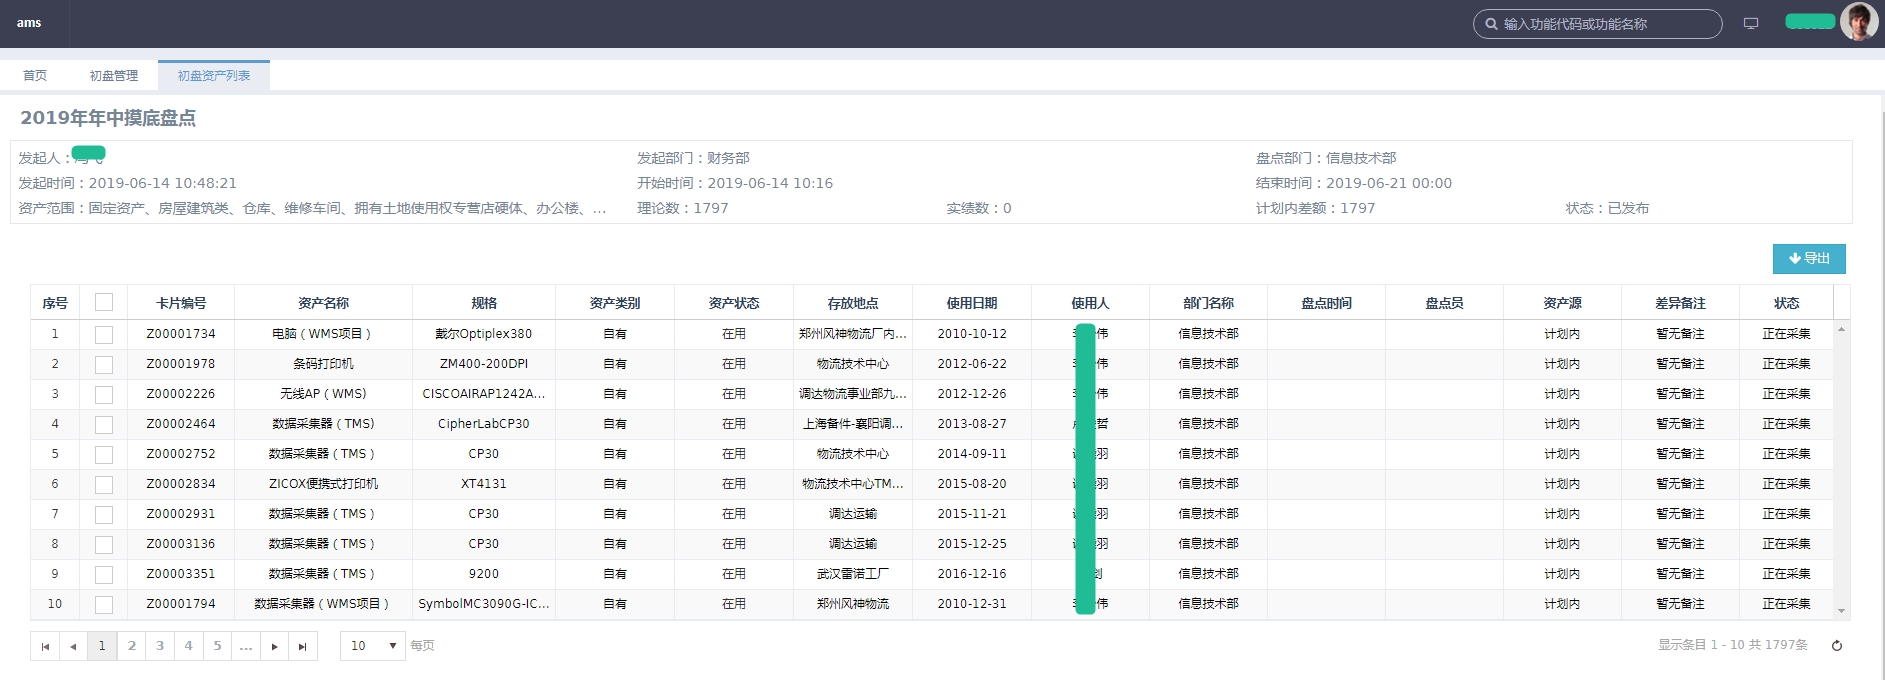 ams
输入功能代码或功能名称
首页 初盘管理 初盘资产列表
2019年年中摸底盘点
发起人： 发起部门：财务部 盘点部门：信息技术部
发起时间：2019-06-14 10:48:21 开始时间：2019-06-14 10:16 结束时间：2019-06-21 00:00
资产范围：固定资产、房屋建筑类、仓库、维修车间、拥有土地使用权专营店硬体、办公楼、... 理论数：1797 实绩数：0 计划内差额：1797 状态：已发布
导出
序号 卡片编号 资产名称 规格 资产类别 资产状态 存放地点 使用日期 使用人 部门名称 盘点时间 盘点员 资产源 差异备注 状态
1 Z00001734 电脑（WMS项目） 戴尔Optiplex380 自有 在用 郑州风神物流厂内... 2010-10-12 伟 信息技术部 计划内 暂无备注 正在采集
2 Z00001978 条码打印机 ZM400-200DPI 自有 在用 物流技术中心 2012-06-22 伟 信息技术部 计划内 暂无备注 正在采集
3 Z00002226 无线AP（WMS) CISCOAIRAP1242A... 自有 在用 调达物流事业部九... 2012-12-26 伟 信息技术部 计划内 暂无备注 正在采集
4 Z00002464 数据采集器（TMS) CipherLabCP30 自有 在用 上海备件-襄阳调... 2013-08-27 哲 信息技术部 计划内 暂无备注 正在采集
5 Z00002752 数据采集器（TMS） CP30 自有 在用 物流技术中心 2014-09-11 羽 信息技术部 计划内 暂无备注 正在采集
6 Z00002834 ZICOX便携式打印机 XT4131 自有 在用 物流技术中心TM... 2015-08-20 羽 信息技术部 计划内 暂无备注 正在采集
7 Z00002931 数据采集器（TMS） CP30 自有 在用 调达运输 2015-11-21 羽 信息技术部 计划内 暂无备注 正在采集
8 Z00003136 数据采集器（TMS） CP30 自有 在用 调达运输 2015-12-25 羽 信息技术部 计划内 暂无备注 正在采集
9 Z00003351 数据采集器（TMS） 9200 自有 在用 武汉雷诺工厂 2016-12-16 信息技术部 计划内 暂无备注 正在采集
10 Z00001794 数据采集器（WMS项目） SymbolMC3090G-IC... 自有 在用 郑州风神物流 2010-12-31 伟 信息技术部 计划内 暂无备注 正在采集
1 2 3 4 5 ... 10 每页 显示条目 1 - 10 共 1797条